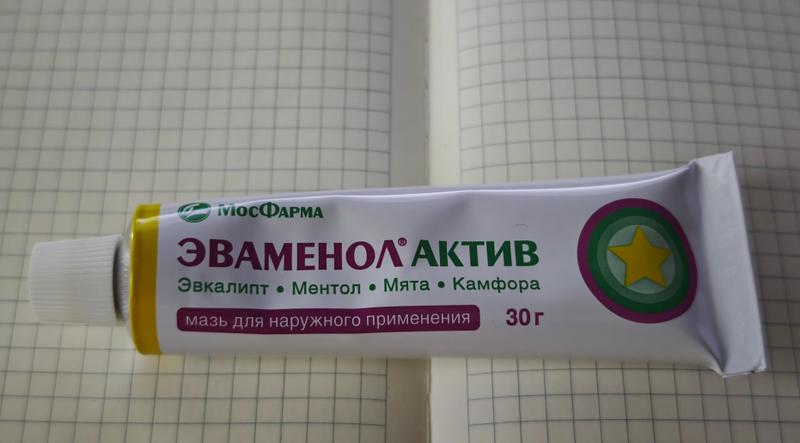 МосФарма
ЭВАМЕНОЛ® АКТИВ
Эвкалипт • Ментол • Мята • Камфора
мазь для наружного применения 30 г